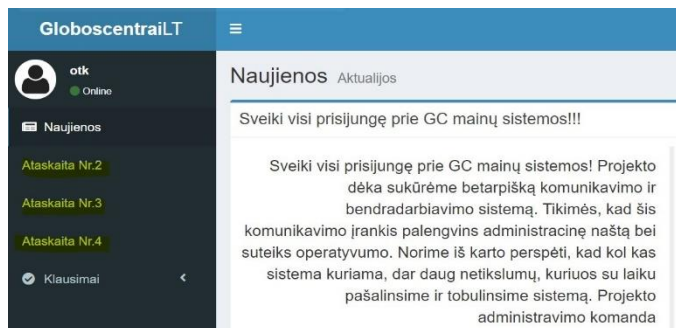 GloboscentraiLT
otk
Online
Naujienos
Ataskaita Nr.2
Ataskaita Nr.3
Ataskaita Nr.4
Klausimai
Naujienos Aktualijos
Sveiki visi prisijungę prie GC mainų sistemos!!!
Sveiki visi prisijungę prie GC mainų sistemos! Projekto
dėka sukūrėme betarpišką komunikavimo ir
bendradarbiavimo sistemą. Tikimės, kad šis
komunikavimo įrankis palengvins administracinę naštą bei
suteiks operatyvumo. Norime iš karto perspėti, kad kol kas
sistema kuriama, dar daug netikslumų, kuriuos su laiku
pašalinsime ir tobulinsime sistemą. Projekto
administravimo komanda